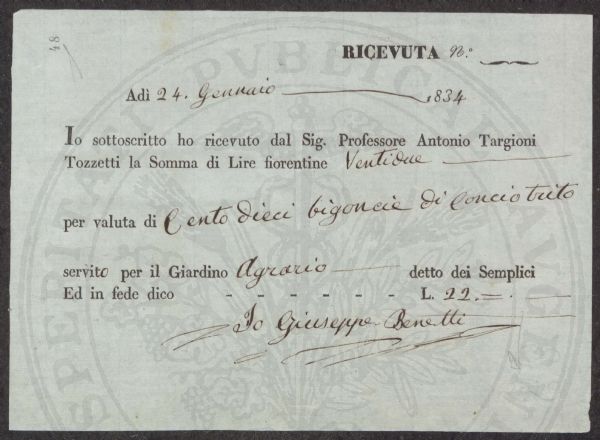 48
RICEVUTA N.º
Adì 24. Gennaio 1834
Io sottoscritto ho ricevuto dal Sig. Professore Antonio Targioni
Tozzetti la Somma di Lire fiorentine Ventidue
per valuta di Cento dieci bigoncie di Concio trito
servito per il Giardino Agrario detto dei Semplici
Ed in fede dico - - - - - - L. 22. =
Io Giuseppe Benetti